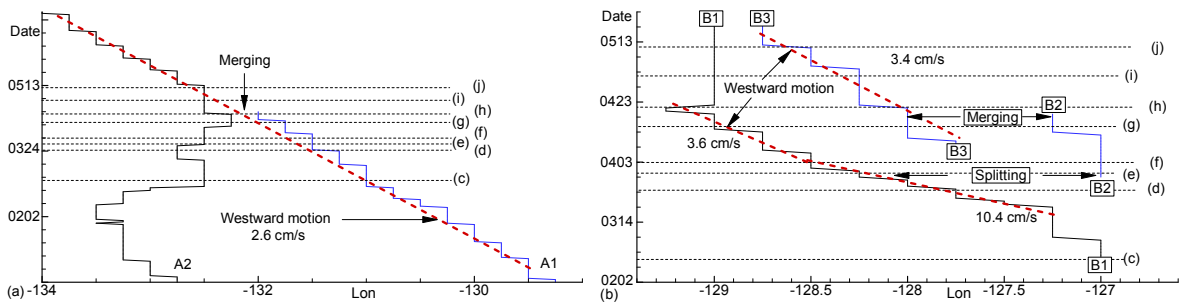 Date
0513
0324
0202
Merging
(j)
(i)
(h)
(g)
(f)
(e)
(d)
(c)
Westward motion
2.6 cm/s
A2
A1
(a)
-134
-132
Lon
-130
B1
B3
Date
0513
0423
0403
0314
0202
3.4 cm/s
(j)
(i)
Westward motion
B2
(h)
Merging
(g)
3.6 cm/s
B3
(f)
Splitting
(e)
B2
(d)
10.4 cm/s
B1
(c)
(b)
-129
-128.5
-128
Lon
-127.5
-127